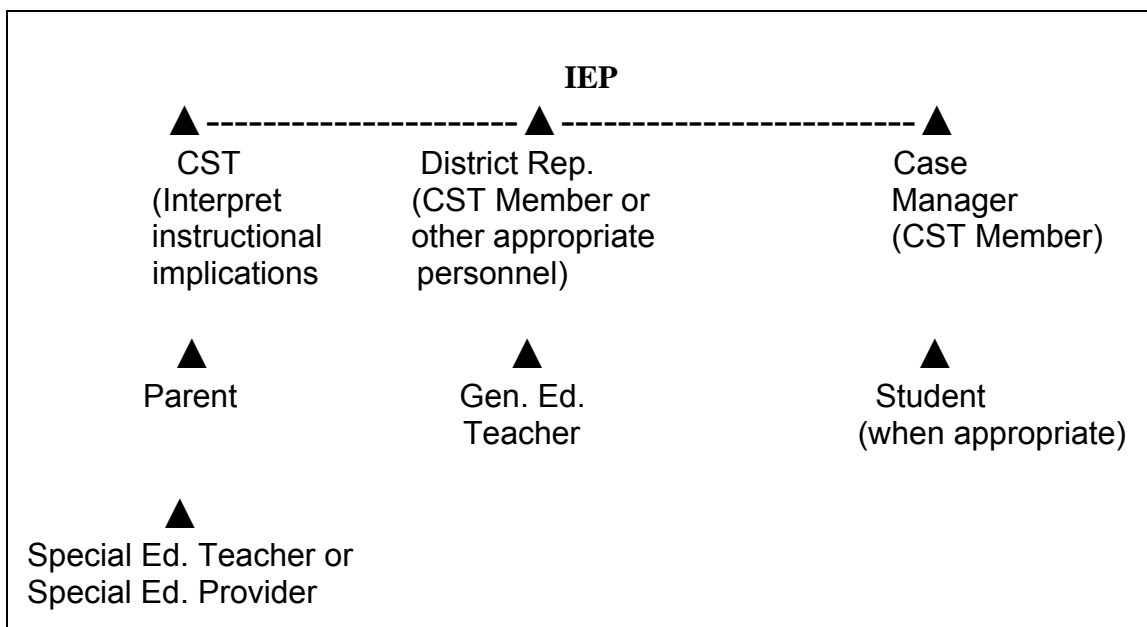 IEP
▲ ---------------------- ▲ ------------------------- ▲
CST
(Interpret
instructional
implications
District Rep.
(CST Member or
other appropriate
personnel)
Case
Manager
(CST Member)
▲ ▲ ▲
Parent
Gen. Ed.
Teacher
Student
(when appropriate)
▲
Special Ed. Teacher or
Special Ed. Provider